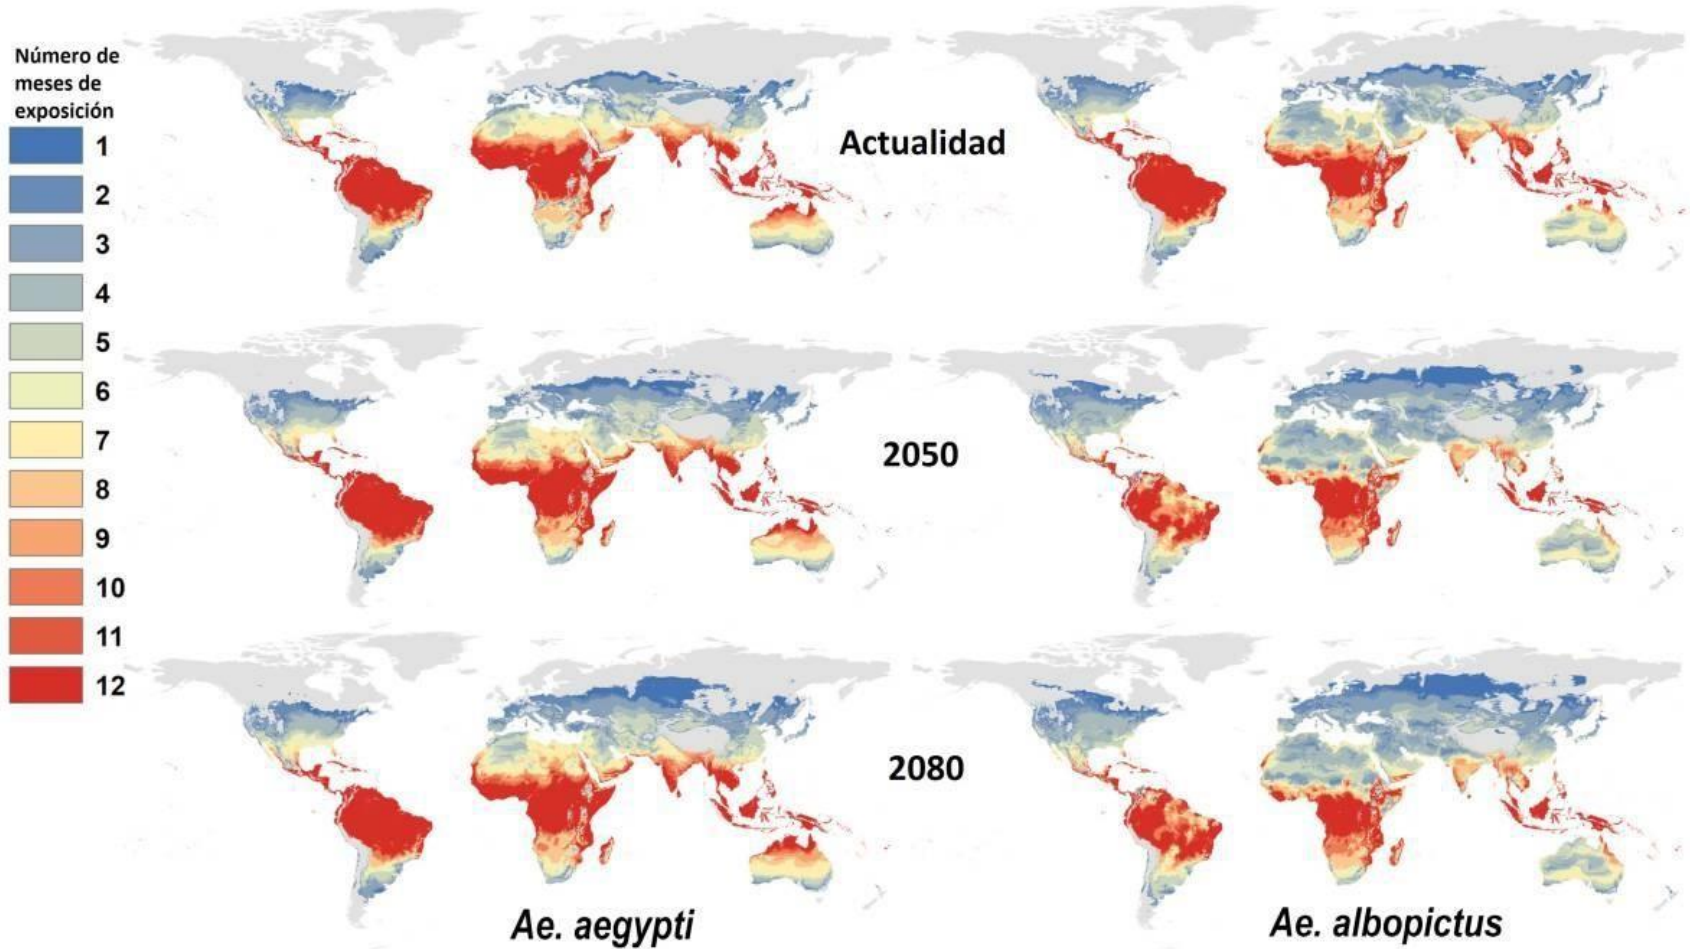 Número de
meses de
exposición
1
2
3
4
5
6
7
8
9
10
11
12
Actualidad
2050
2080
Ae. aegypti
Ae. albopictus